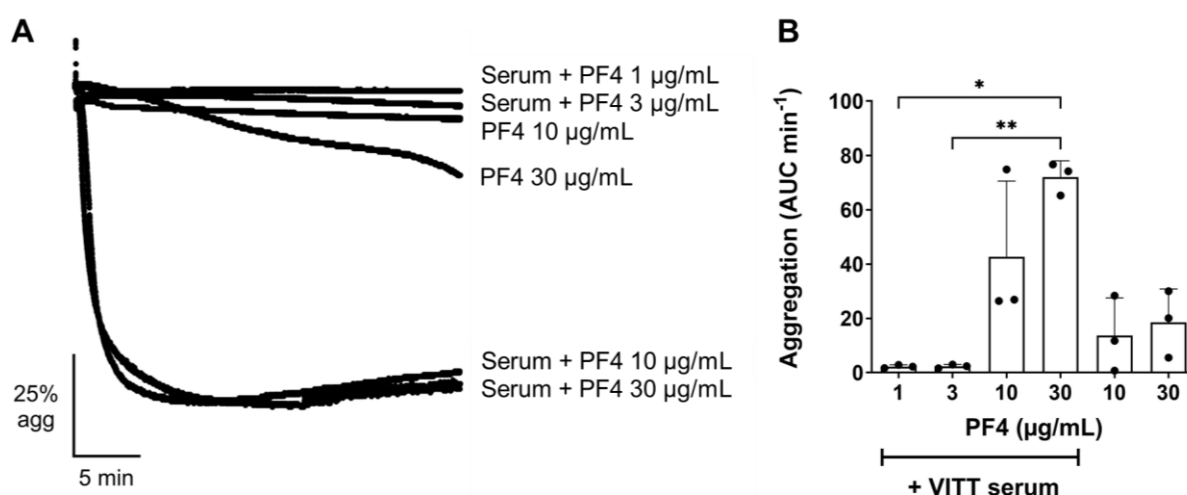 A
Serum + PF4 1 µg/mL
Serum + PF4 3 µg/mL
PF4 10 µg/mL
PF4 30 µg/mL
Serum + PF4 10 µg/mL
Serum + PF4 30 µg/mL
25%
agg
5 min
B
*
**
100
80
60
40
20
0
Aggregation (AUC min⁻¹)
1 3 10 30 10 30
PF4 (µg/mL)
+ VITT serum